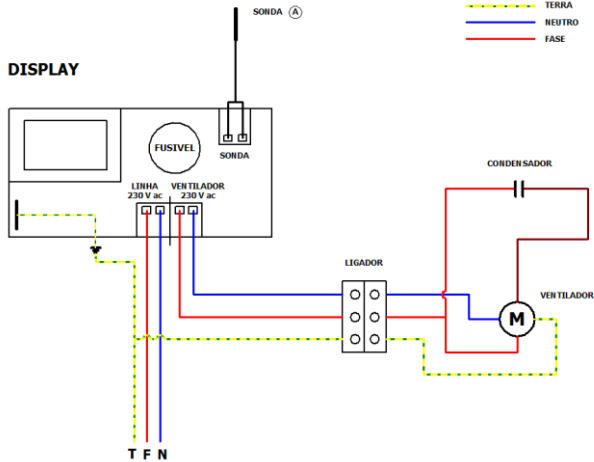 SONDA A
TERRA
NEUTRO
FASE
DISPLAY
FUSIVEL
SONDA
LINHA
230 V ac
VENTILADOR
230 V ac
CONDENSADOR
LIGADOR
VENTILADOR
M
T F N